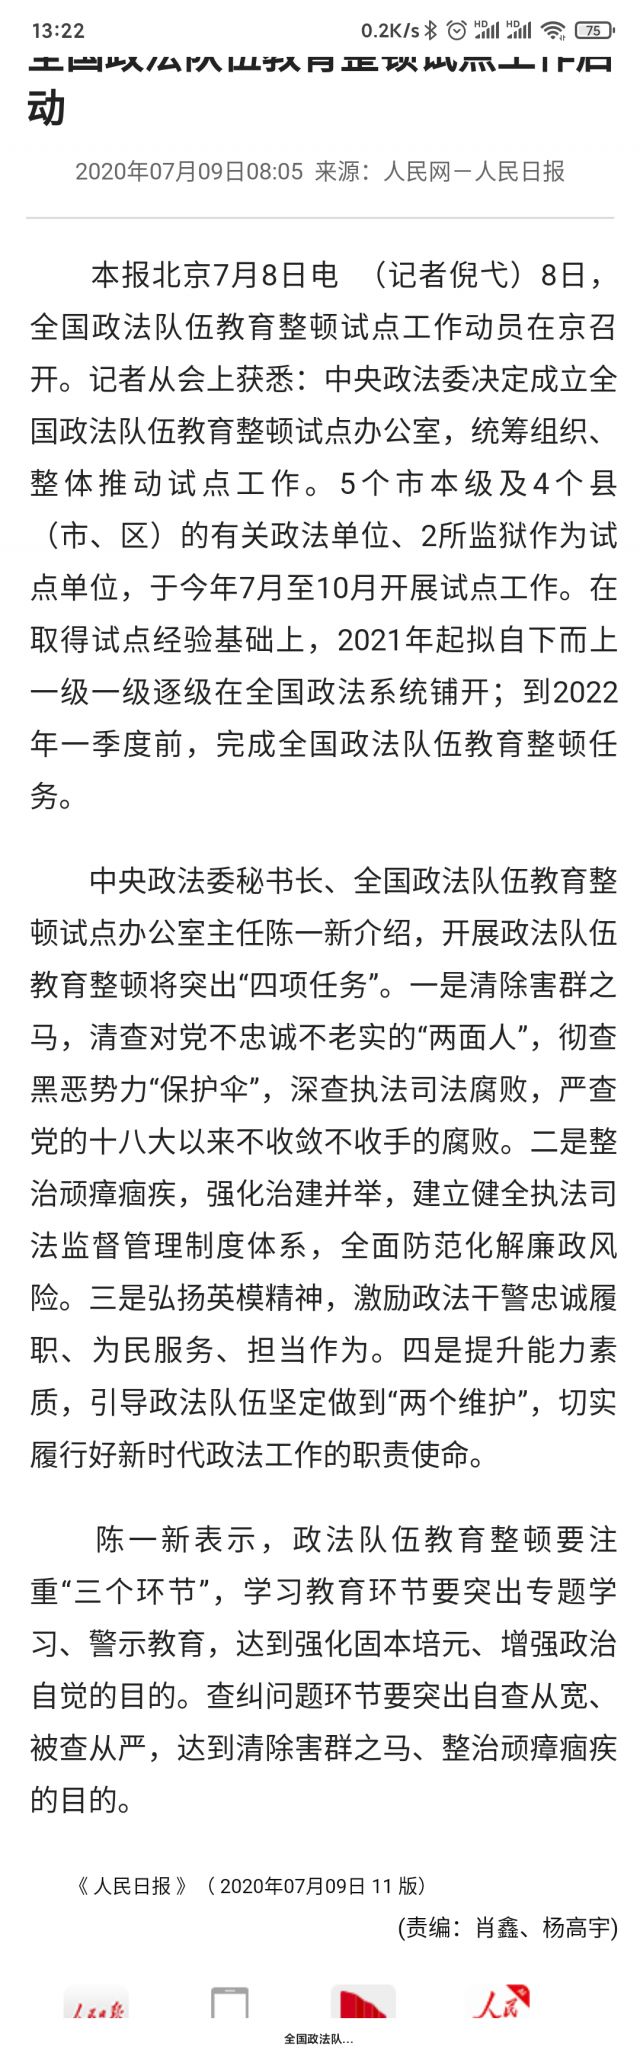 13:22
0.2K/s HD HD 75
全国政法队伍教育整顿试点工作启
动
2020年07月09日08:05 来源：人民网－人民日报
本报北京7月8日电 （记者倪弋）8日，
全国政法队伍教育整顿试点工作动员在京召
开。记者从会上获悉：中央政法委决定成立全
国政法队伍教育整顿试点办公室，统筹组织、
整体推动试点工作。5个市本级及4个县
（市、区）的有关政法单位、2所监狱作为试
点单位，于今年7月至10月开展试点工作。在
取得试点经验基础上，2021年起拟自下而上
一级一级逐级在全国政法系统铺开；到2022
年一季度前，完成全国政法队伍教育整顿任
务。
中央政法委秘书长、全国政法队伍教育整
顿试点办公室主任陈一新介绍，开展政法队伍
教育整顿将突出“四项任务”。一是清除害群之
马，清查对党不忠诚不老实的“两面人”，彻查
黑恶势力“保护伞”，深查执法司法腐败，严查
党的十八大以来不收敛不收手的腐败。二是整
治顽瘴痼疾，强化治建并举，建立健全执法司
法监督管理制度体系，全面防范化解廉政风
险。三是弘扬英模精神，激励政法干警忠诚履
职、为民服务、担当作为。四是提升能力素
质，引导政法队伍坚定做到“两个维护”，切实
履行好新时代政法工作的职责使命。
陈一新表示，政法队伍教育整顿要注
重“三个环节”，学习教育环节要突出专题学
习、警示教育，达到强化固本培元、增强政治
自觉的目的。查纠问题环节要突出自查从宽、
被查从严，达到清除害群之马、整治顽瘴痼疾
的目的。
《 人民日报 》（ 2020年07月09日 11 版）
(责编：肖鑫、杨高宇)
人民日报
人民
全国政法队...